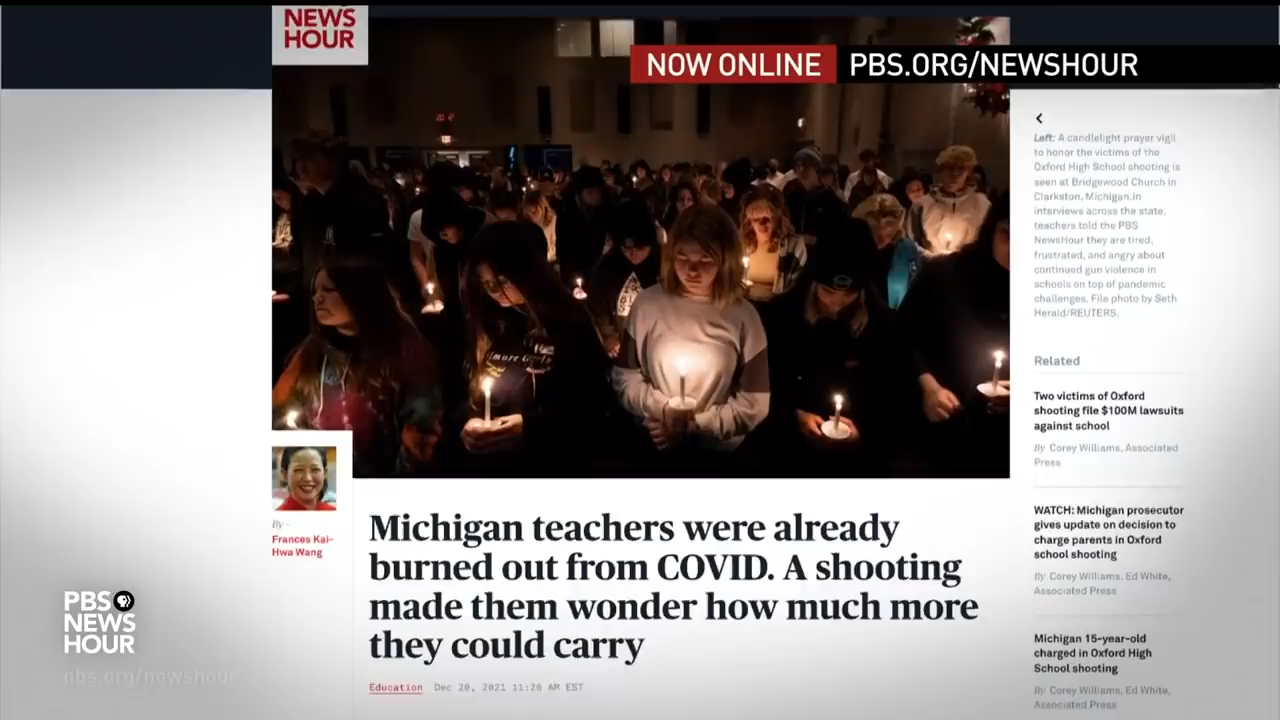 NEWS
HOUR
NOW ONLINE
PBS.ORG/NEWSHOUR
Left: A candlelight prayer vigil
to honor the victims of the
Oxford High School shooting is
seen at Bridgewood Church in
Clarkston, Michigan.In
interviews across the state,
teachers told the PBS
NewsHour they are tired,
frustrated, and angry about
continued gun violence in
schools on top of pandemic
challenges. File photo by Seth
Herald/REUTERS.
Related
Two victims of Oxford
shooting file $100M lawsuits
against school
By Corey Williams, Associated
Press
WATCH: Michigan prosecutor
gives update on decision to
charge parents in Oxford
school shooting
By Corey Williams, Ed White,
Associated Press
Michigan 15-year-old
charged in Oxford High
School shooting
By Corey Williams, Ed White,
Associated Press
By –
Frances Kai-
Hwa Wang
Michigan teachers were already
burned out from COVID. A shooting
made them wonder how much more
they could carry
Education Dec 20, 2021 11:26 AM EST
PBS
NEWS
HOUR
pbs.org/newshour